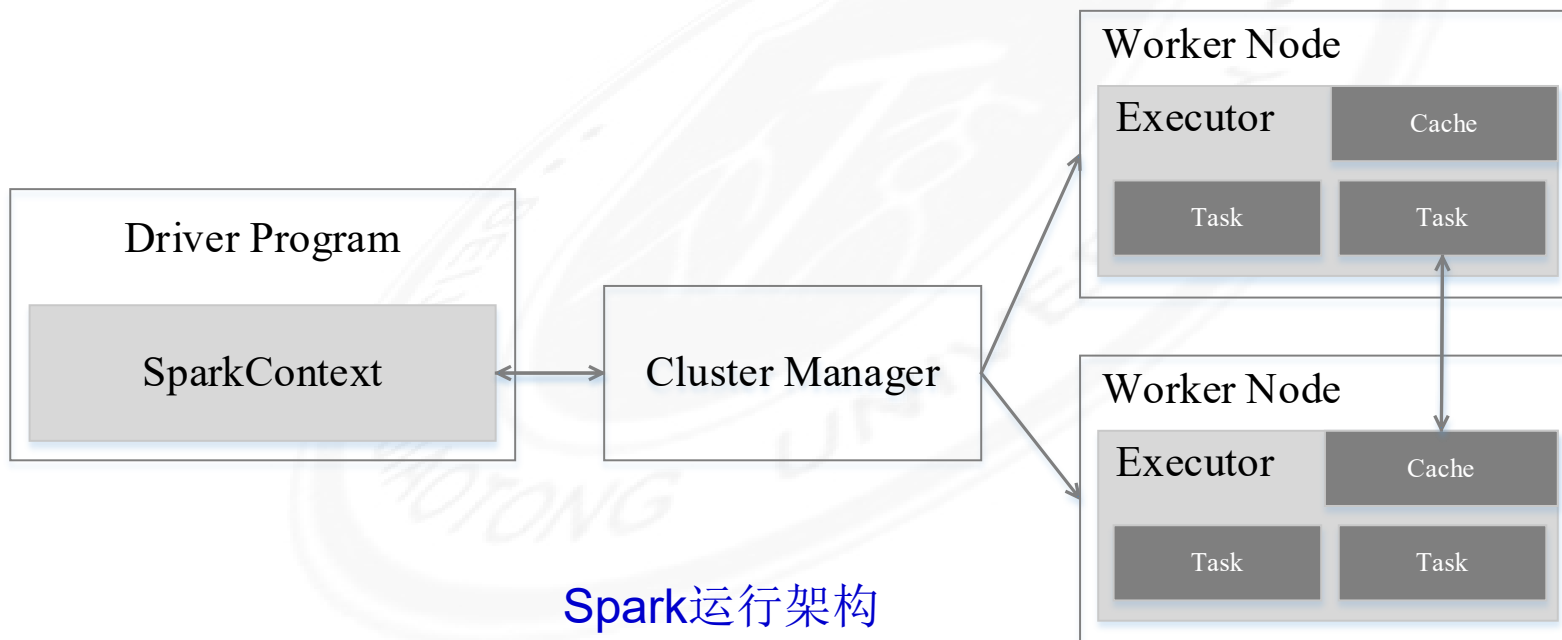 Driver Program
SparkContext
Cluster Manager
Worker Node
Executor
Cache
Task
Task
Worker Node
Executor
Cache
Task
Task
Spark运行架构